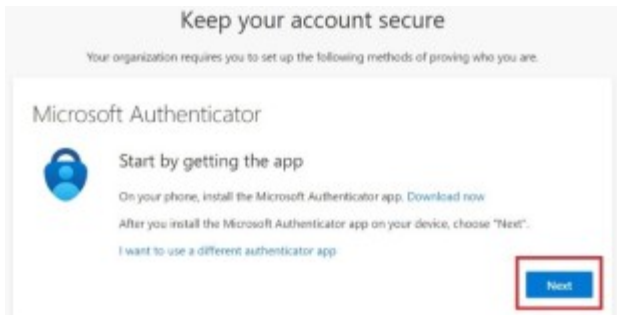 Keep your account secure
Your organization requires you to set up the following methods of proving who you are.
Microsoft Authenticator
Start by getting the app
On your phone, install the Microsoft Authenticator app. Download now
After you install the Microsoft Authenticator app on your device, choose "Next".
I want to use a different authenticator app
Next